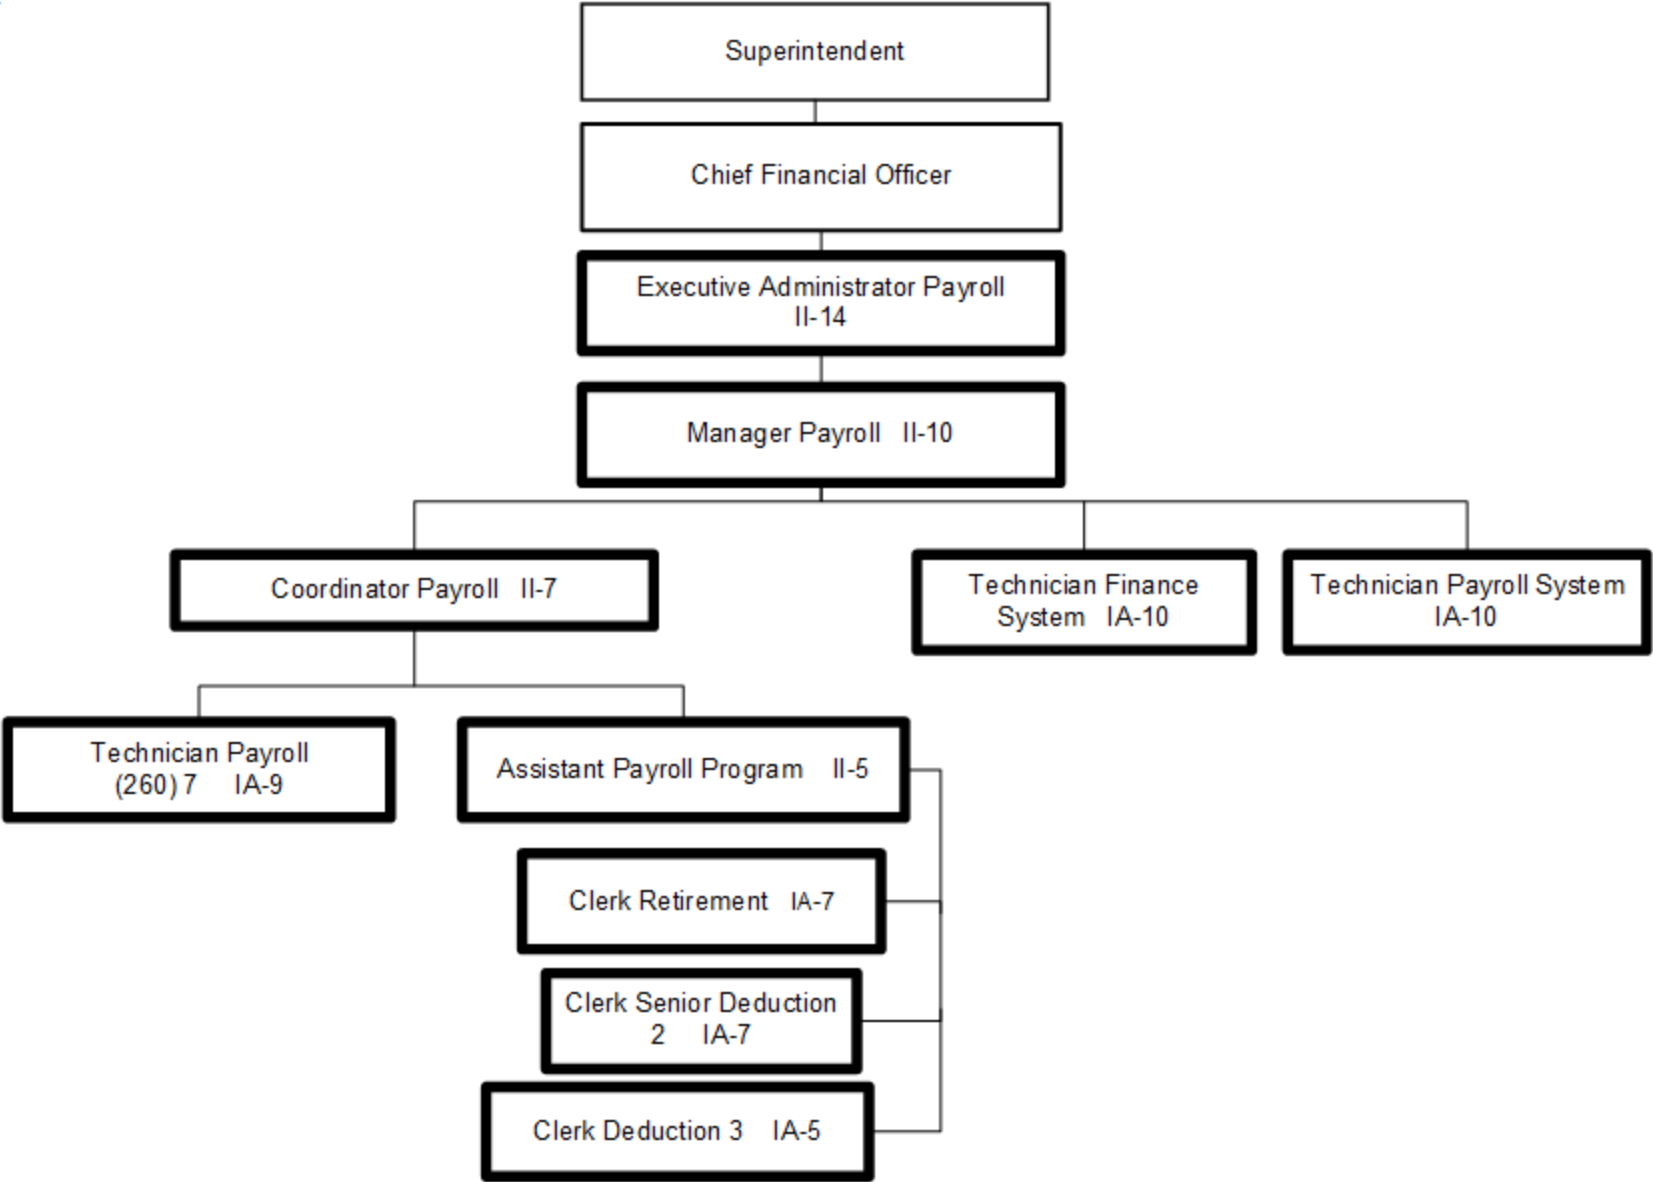 Superintendent
Chief Financial Officer
Executive Administrator Payroll
II-14
Manager Payroll II-10
Coordinator Payroll II-7
Technician Finance
System IA-10
Technician Payroll System
IA-10
Technician Payroll
(260) 7 IA-9
Assistant Payroll Program II-5
Clerk Retirement IA-7
Clerk Senior Deduction
2 IA-7
Clerk Deduction 3 IA-5